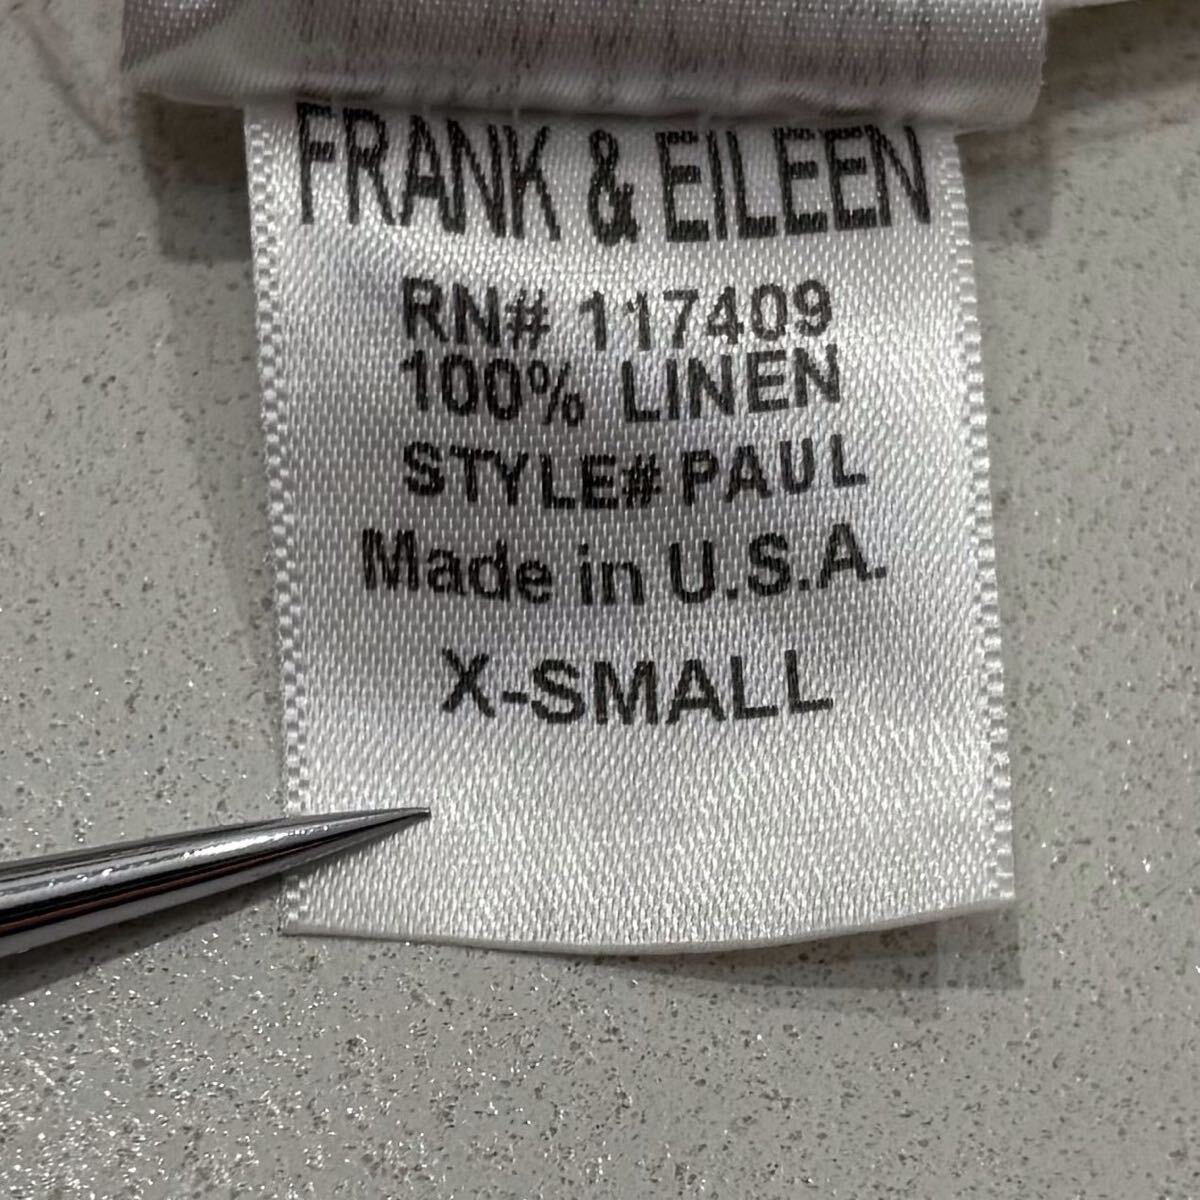 FRANK & EILEEN
RN# 117409
100% LINEN
STYLE# PAUL
Made in U.S.A.
X-SMALL